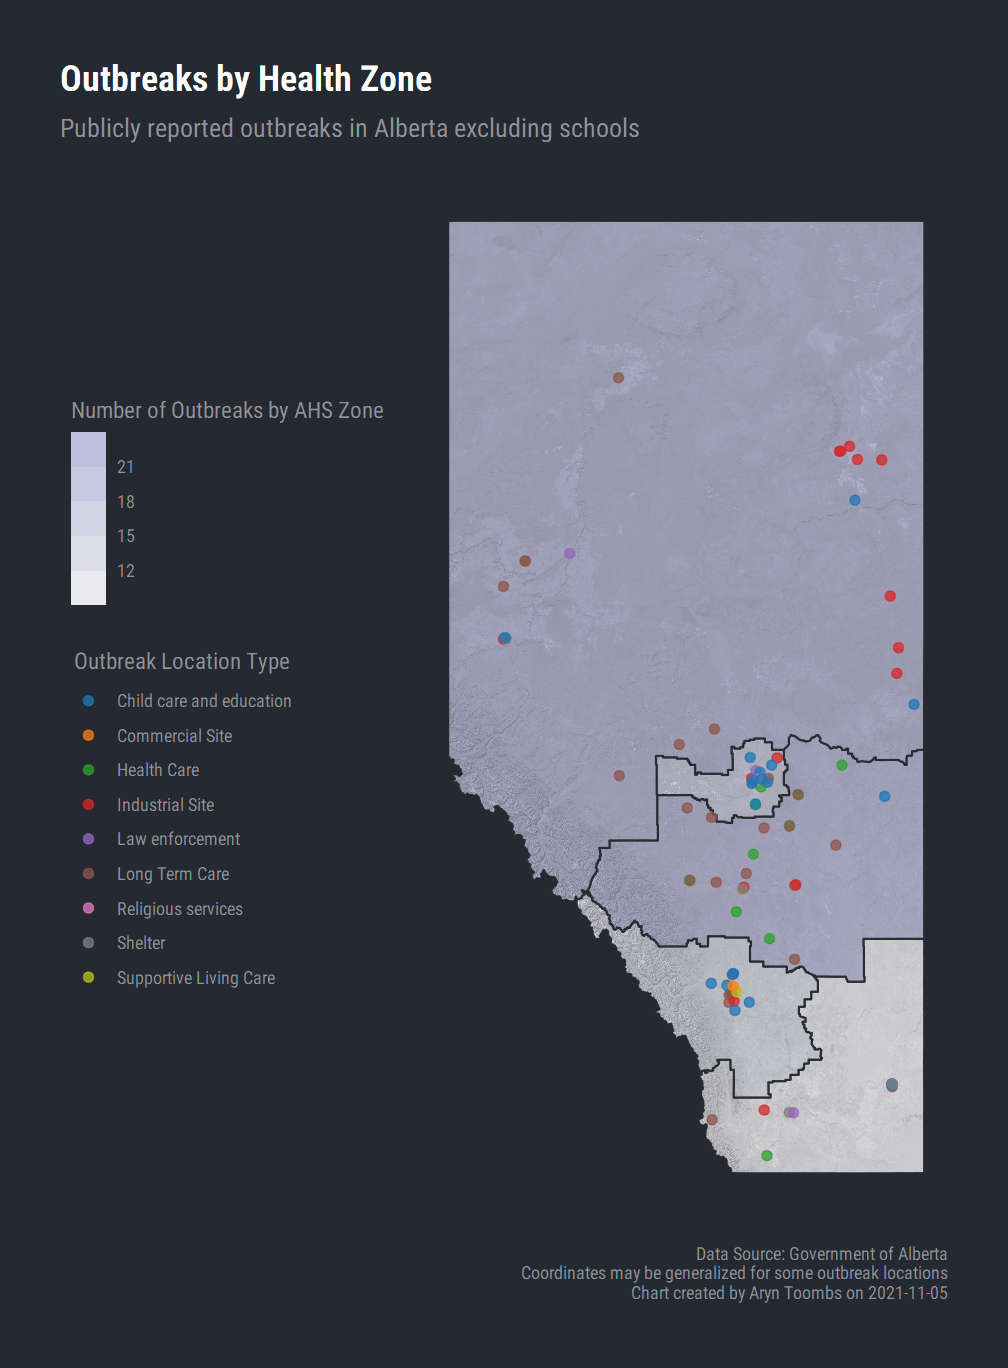 Outbreaks by Health Zone
Publicly reported outbreaks in Alberta excluding schools
Number of Outbreaks by AHS Zone
21
18
15
12
Outbreak Location Type
Child care and education
Commercial Site
Health Care
Industrial Site
Law enforcement
Long Term Care
Religious services
Shelter
Supportive Living Care
Data Source: Government of Alberta
Coordinates may be generalized for some outbreak locations
Chart created by Aryn Toombs on 2021-11-05